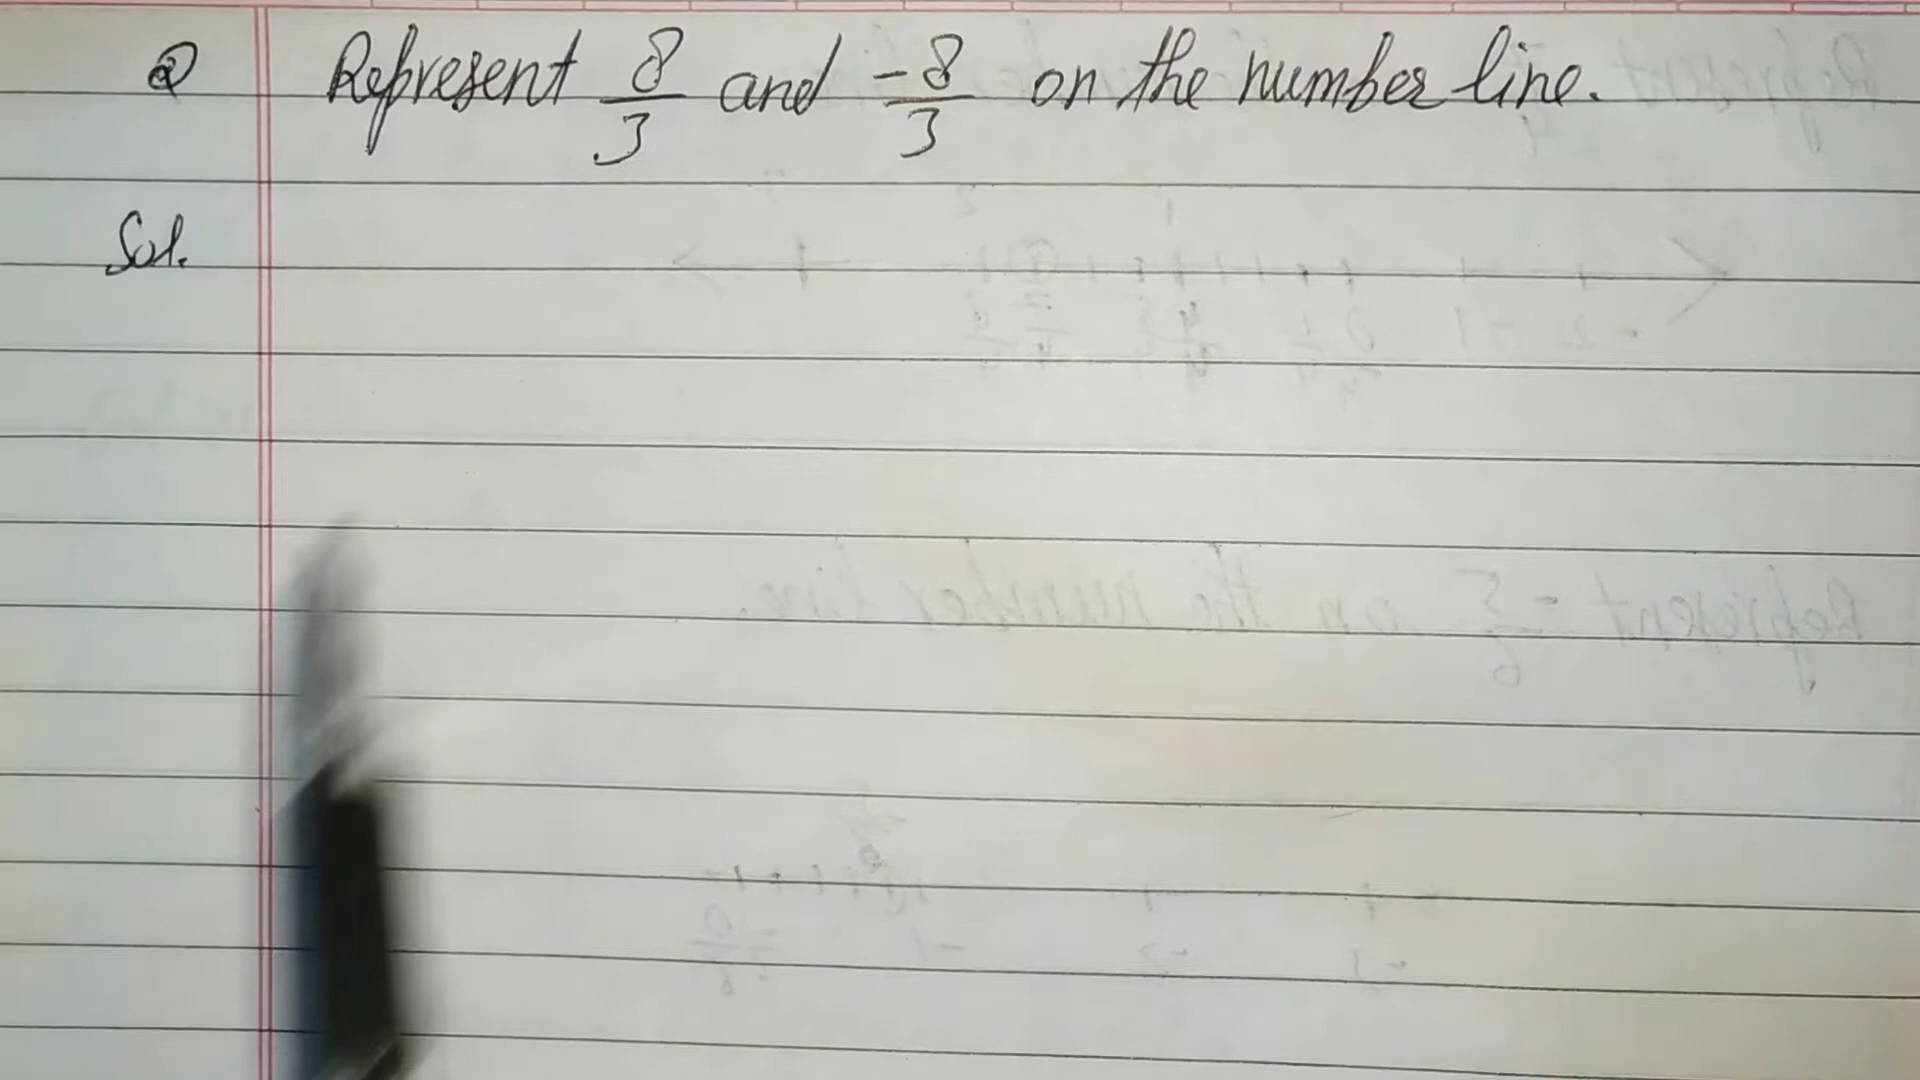 Q Represent 8/3 and -8/3 on the number line.
Sol.